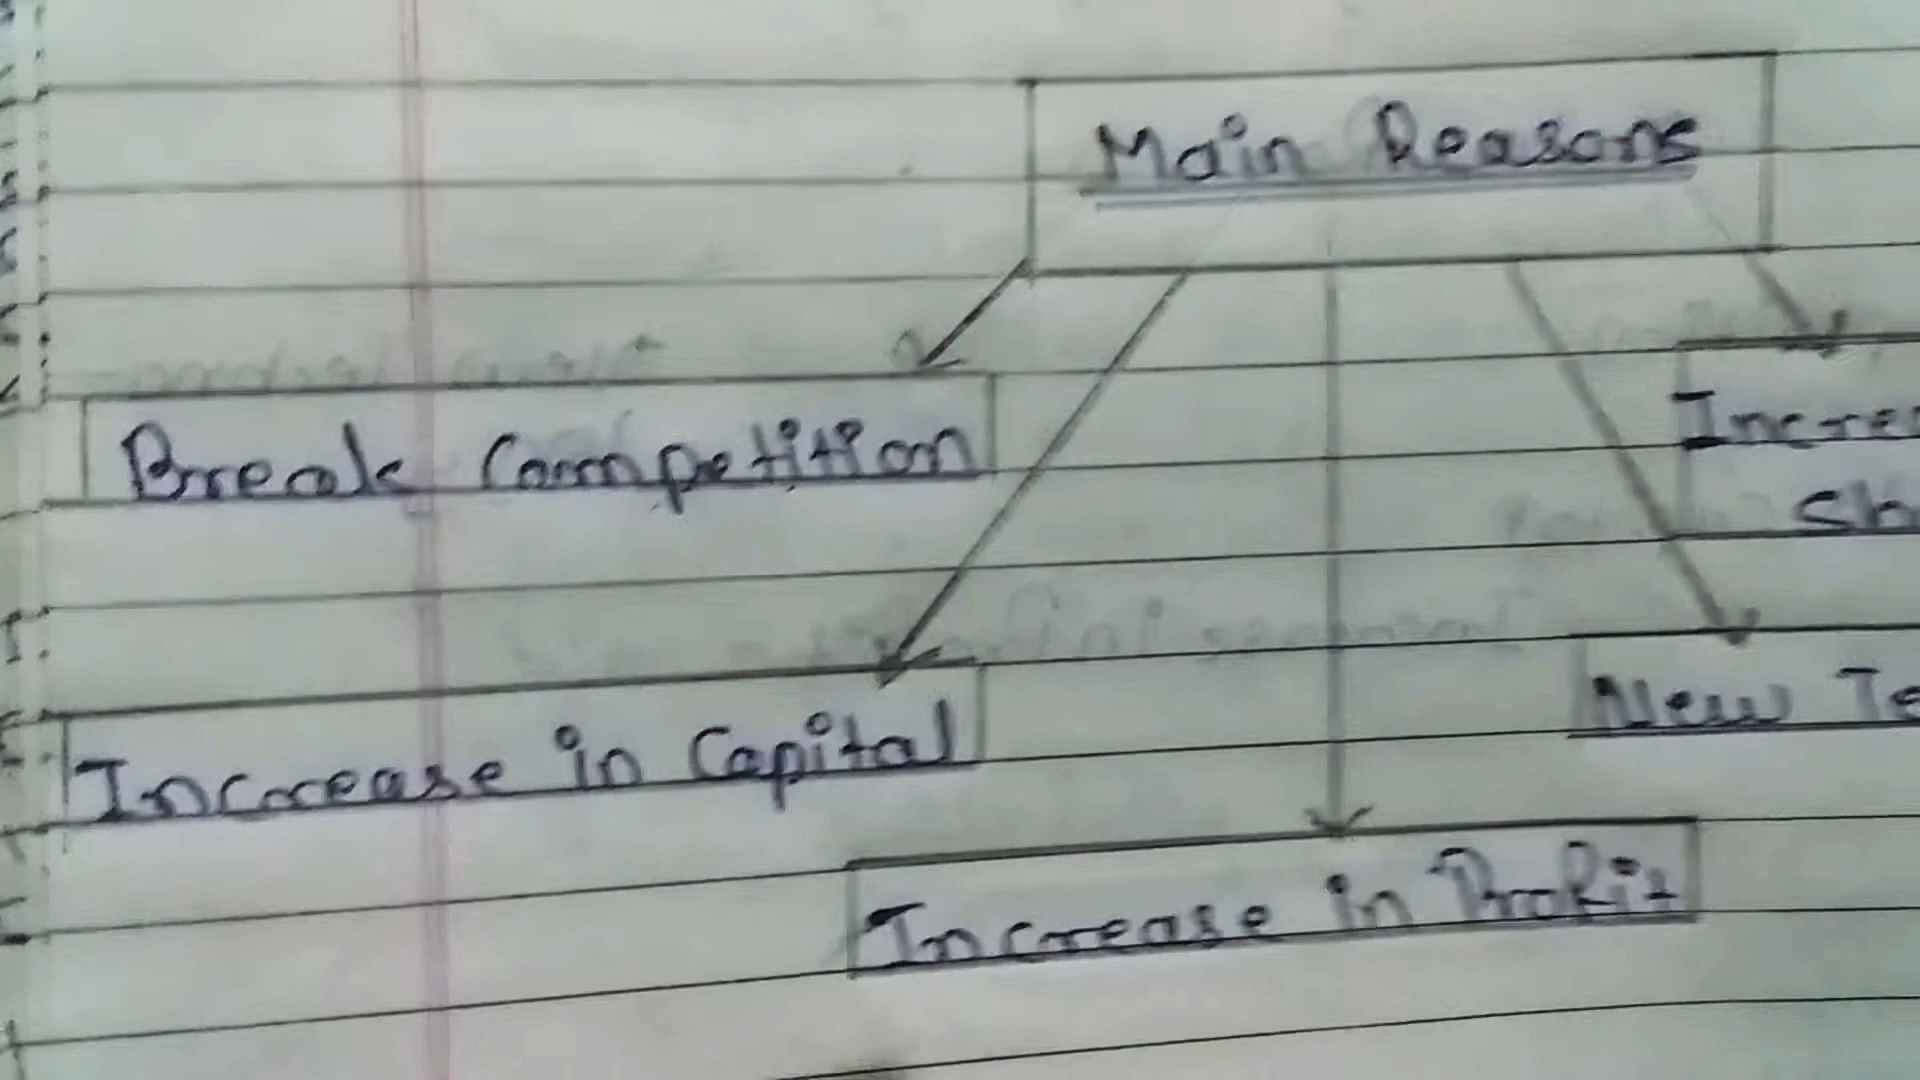 Main Reasons
Break Competition
Increase in Capital
Increase in Profit
New